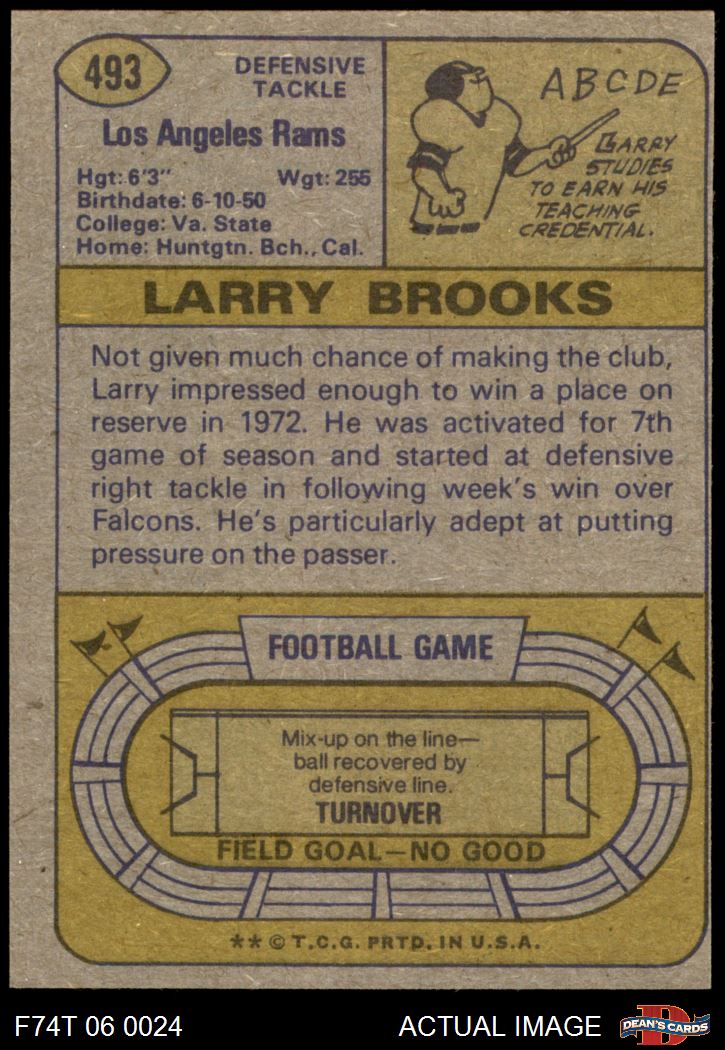 493
DEFENSIVE
TACKLE
Los Angeles Rams
Hgt: 6'3" Wgt: 255
Birthdate: 6-10-50
College: Va. State
Home: Huntgtn. Bch., Cal.
ABCDE
GARRY
STUDIES
TO EARN HIS
TEACHING
CREDENTIAL.
LARRY BROOKS
Not given much chance of making the club,
Larry impressed enough to win a place on
reserve in 1972. He was activated for 7th
game of season and started at defensive
right tackle in following week's win over
Falcons. He's particularly adept at putting
pressure on the passer.
FOOTBALL GAME
Mix-up on the line—
ball recovered by
defensive line.
TURNOVER
FIELD GOAL—NO GOOD
** © T.C.G. PRTD. IN U.S.A.
F74T 06 0024
ACTUAL IMAGE
D
DEAN'S CARDS